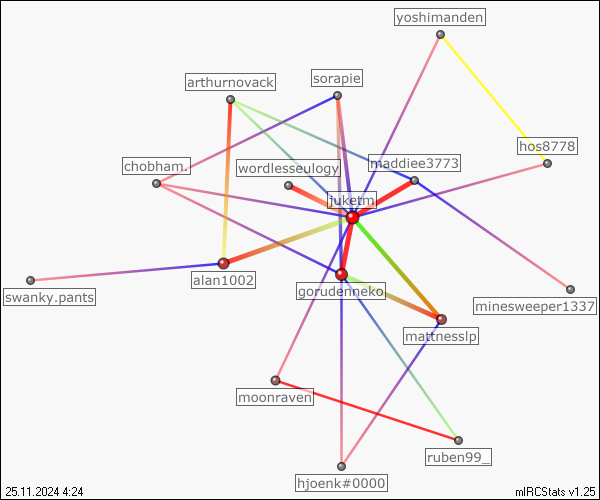 yoshimanden
sorapie
arthurnovack
hos8778
maddiee3773
chobham.
wordlesseulogy
juketm
alan1002
gorudenneko
swanky.pants
minesweeper1337
mattnesslp
moonraven
ruben99_
hjoenk#0000
25.11.2024 4:24
mIRCStats v1.25